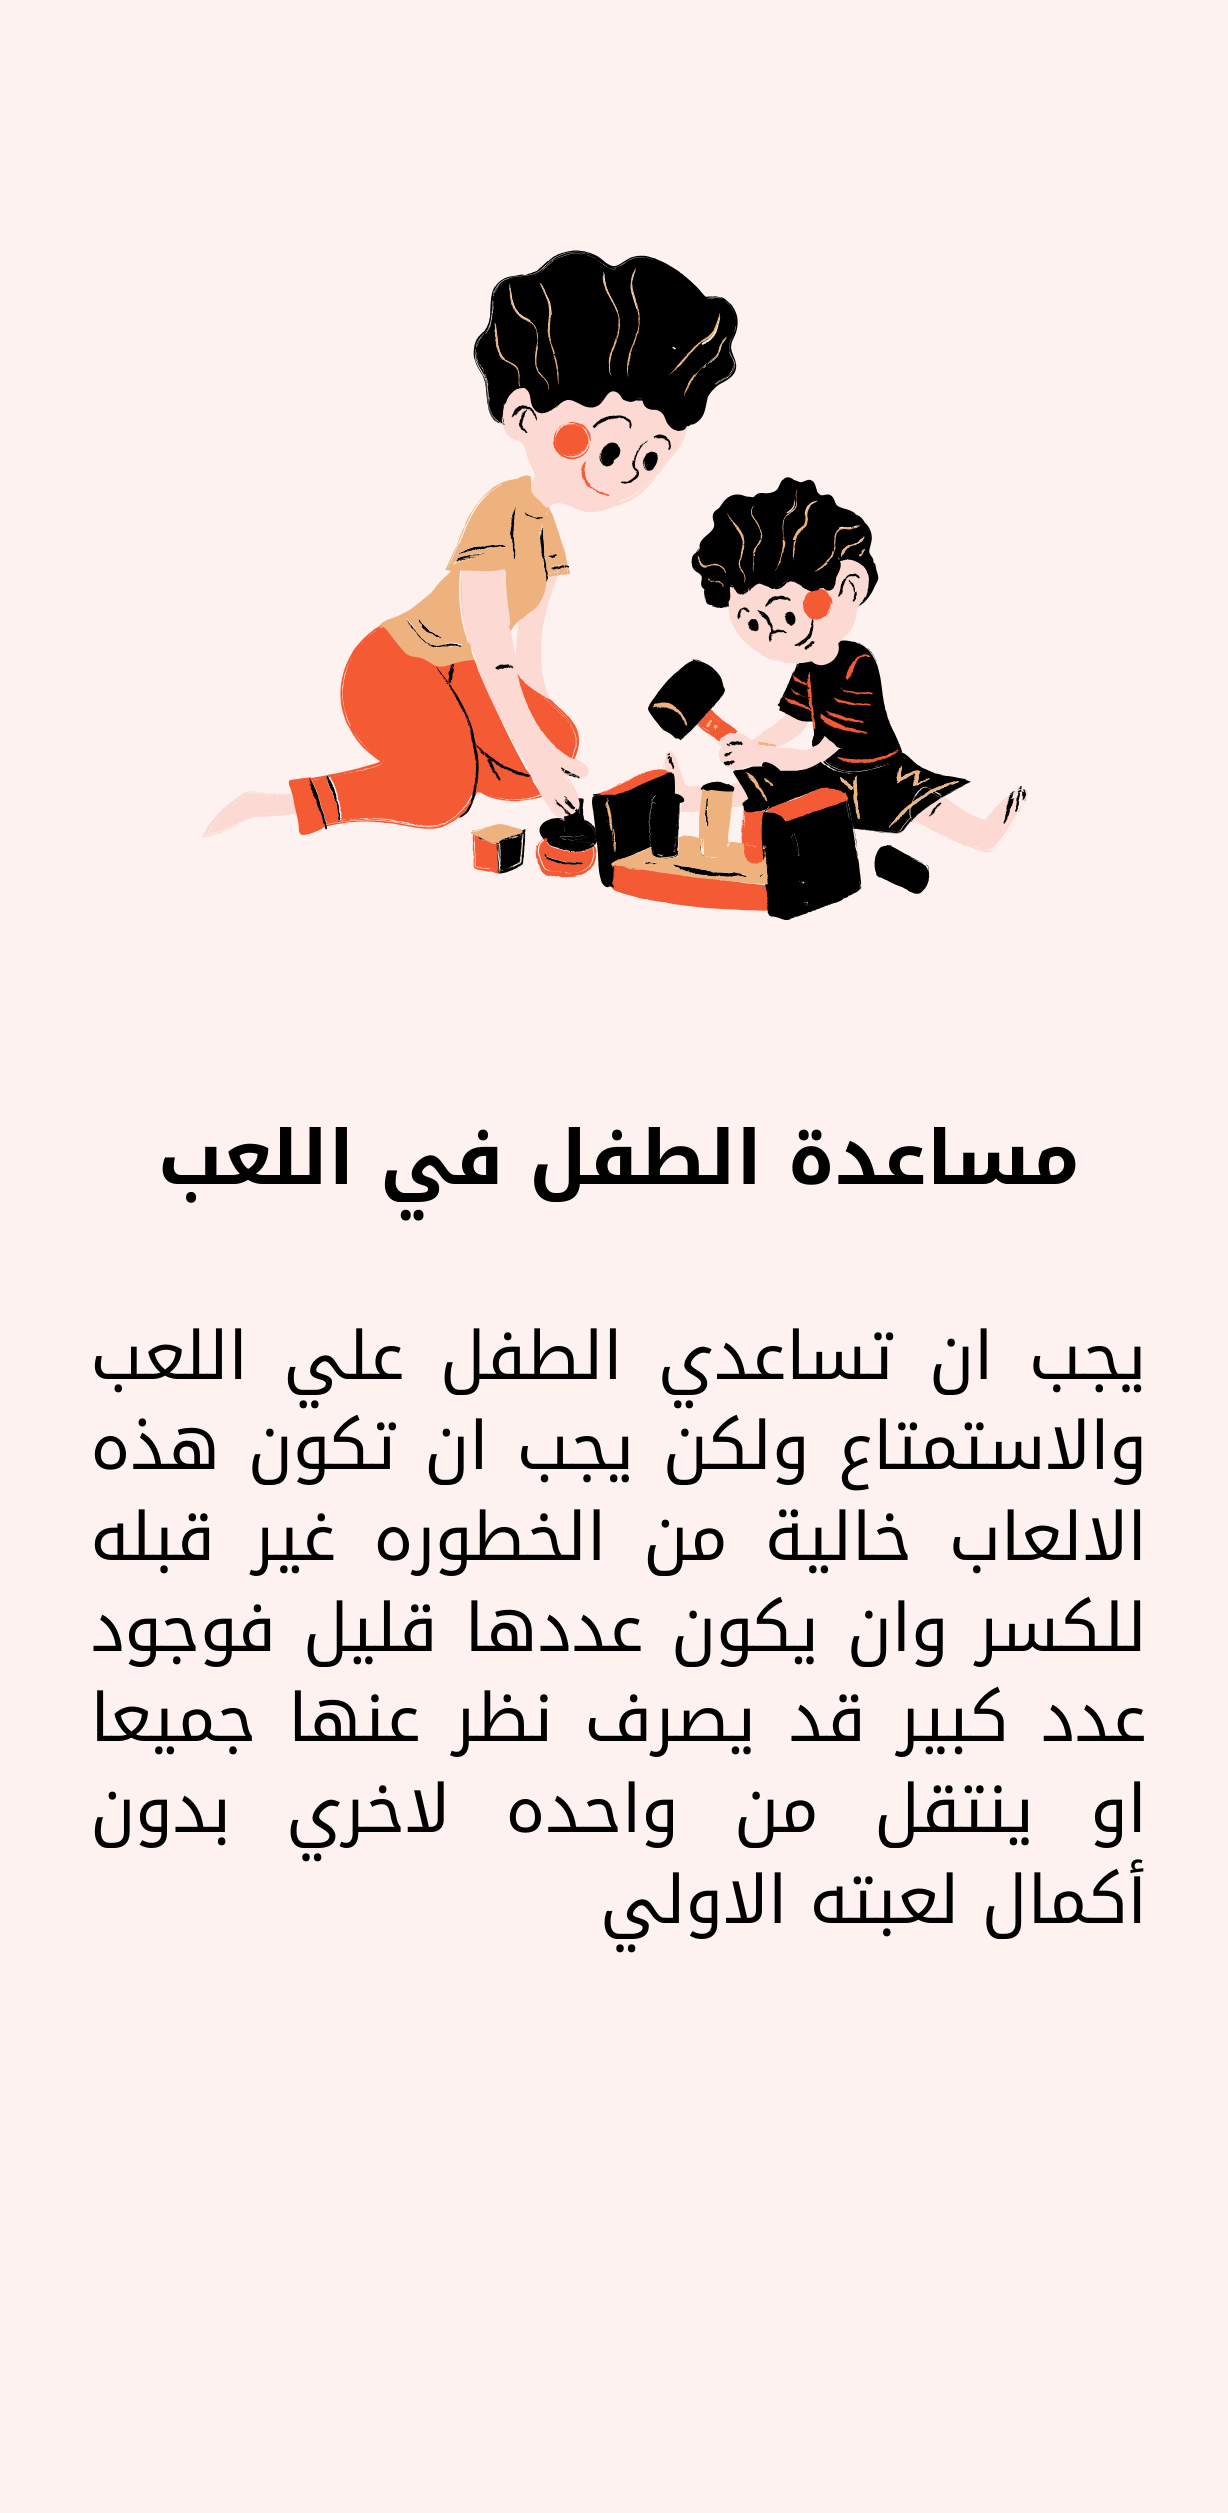 مساعدة الطفل في اللعب
يجب ان تساعدي الطفل علي اللعب
والاستمتاع ولكن يجب ان تكون هذه
الالعاب خالية من الخطوره غير قبله
للكسر وان يكون عددها قليل فوجود
عدد كبير قد يصرف نظر عنها جميعا
او ينتقل من واحده لاخري بدون
أكمال لعبته الاولي